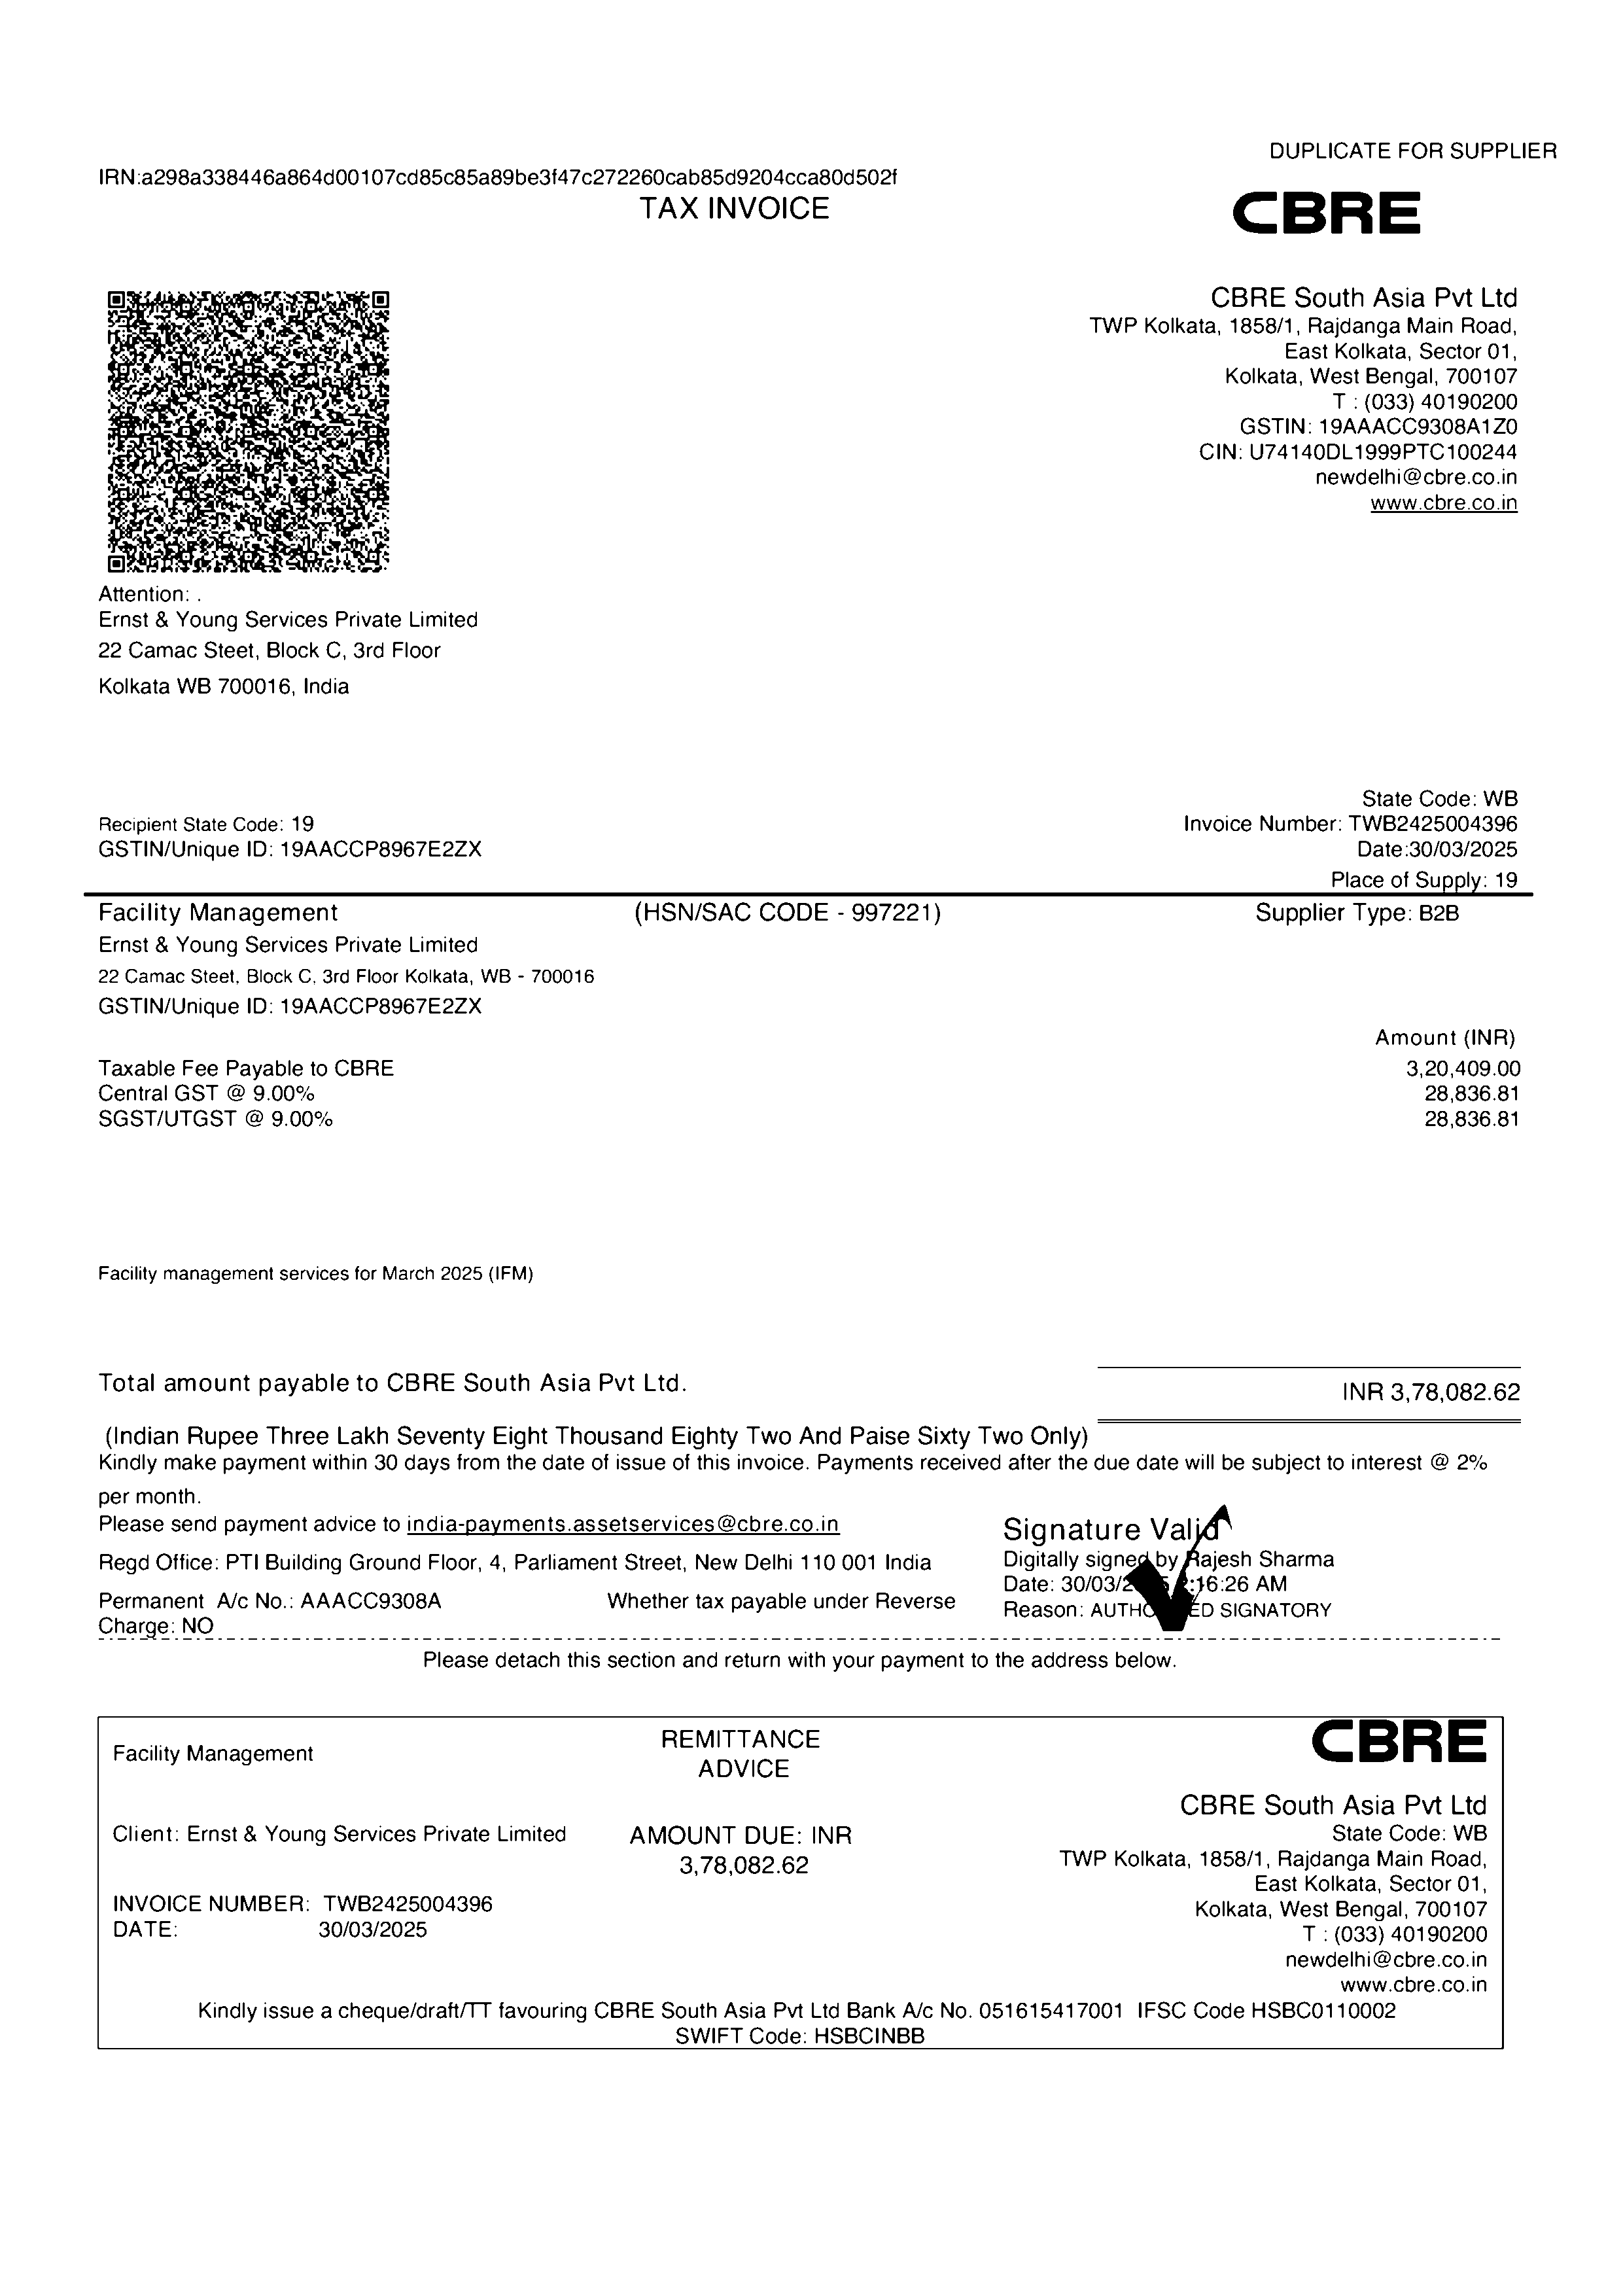 DUPLICATE FOR SUPPLIER
IRN:a298a338446a864d00107cd85c85a89be3f47c272260cab85d9204cca80d502f
TAX INVOICE
CBRE
CBRE South Asia Pvt Ltd
TWP Kolkata, 1858/1, Rajdanga Main Road,
East Kolkata, Sector 01,
Kolkata, West Bengal, 700107
T : (033) 40190200
GSTIN: 19AAACC9308A1Z0
CIN: U74140DL1999PTC100244
newdelhi@cbre.co.in
www.cbre.co.in
Attention: .
Ernst & Young Services Private Limited
22 Camac Steet, Block C, 3rd Floor
Kolkata WB 700016, India
State Code: WB
Recipient State Code: 19 Invoice Number: TWB2425004396
GSTIN/Unique ID: 19AACCP8967E2ZX Date:30/03/2025
Place of Supply: 19
Facility Management (HSN/SAC CODE - 997221) Supplier Type: B2B
Ernst & Young Services Private Limited
22 Camac Steet, Block C, 3rd Floor Kolkata, WB - 700016
GSTIN/Unique ID: 19AACCP8967E2ZX
Amount (INR)
Taxable Fee Payable to CBRE 3,20,409.00
Central GST @ 9.00% 28,836.81
SGST/UTGST @ 9.00% 28,836.81
Facility management services for March 2025 (IFM)
Total amount payable to CBRE South Asia Pvt Ltd. INR 3,78,082.62
(Indian Rupee Three Lakh Seventy Eight Thousand Eighty Two And Paise Sixty Two Only)
Kindly make payment within 30 days from the date of issue of this invoice. Payments received after the due date will be subject to interest @ 2%
per month.
Please send payment advice to india-payments.assetservices@cbre.co.in
Regd Office: PTI Building Ground Floor, 4, Parliament Street, New Delhi 110 001 India
Permanent A/c No.: AAACC9308A Whether tax payable under Reverse
Charge: NO
Signature Valid
Digitally signed by Rajesh Sharma
Date: 30/03/2025 2:16:26 AM
Reason: AUTHORIZED SIGNATORY
Please detach this section and return with your payment to the address below.
Facility Management
REMITTANCE
ADVICE
CBRE
CBRE South Asia Pvt Ltd
Client: Ernst & Young Services Private Limited
AMOUNT DUE: INR
3,78,082.62
State Code: WB
TWP Kolkata, 1858/1, Rajdanga Main Road,
East Kolkata, Sector 01,
Kolkata, West Bengal, 700107
T : (033) 40190200
newdelhi@cbre.co.in
www.cbre.co.in
INVOICE NUMBER: TWB2425004396
DATE: 30/03/2025
Kindly issue a cheque/draft/TT favouring CBRE South Asia Pvt Ltd Bank A/c No. 051615417001 IFSC Code HSBC0110002
SWIFT Code: HSBCINBB